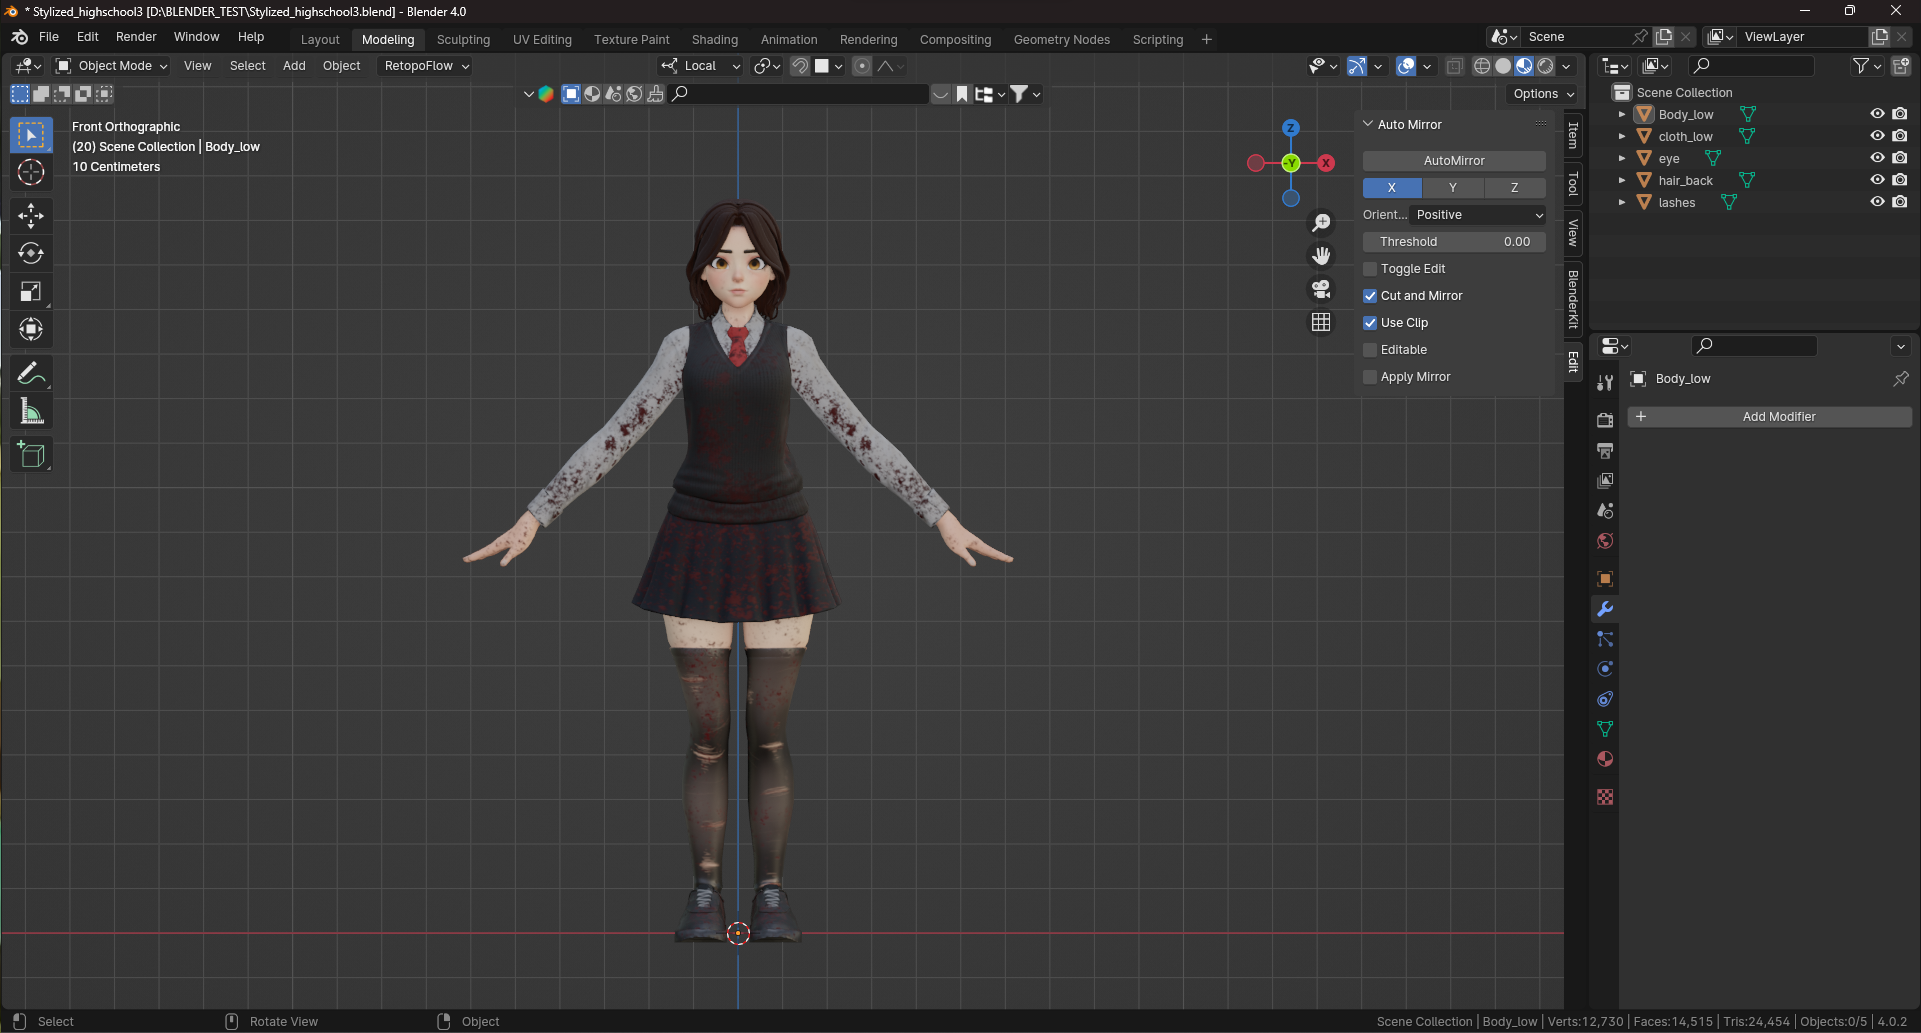 * Stylized_highschool3 [D:\BLENDER_TEST\Stylized_highschool3.blend] - Blender 4.0
File Edit Render Window Help Layout Modeling Sculpting UV Editing Texture Paint Shading Animation Rendering Compositing Geometry Nodes Scripting + Scene ViewLayer
Object Mode View Select Add Object RetopoFlow Local
Options
Front Orthographic
(20) Scene Collection | Body_low
10 Centimeters
Z
-Y
X
Auto Mirror
AutoMirror
X Y Z
Orient... Positive
Threshold 0.00
Toggle Edit
Cut and Mirror
Use Clip
Editable
Apply Mirror
Item
Tool
View
BlenderKit
Edit
Scene Collection
Body_low
cloth_low
eye
hair_back
lashes
Body_low
+ Add Modifier
Select Rotate View Object Scene Collection | Body_low | Verts:12,730 | Faces:14,515 | Tris:24,454 | Objects:0/5 | 4.0.2